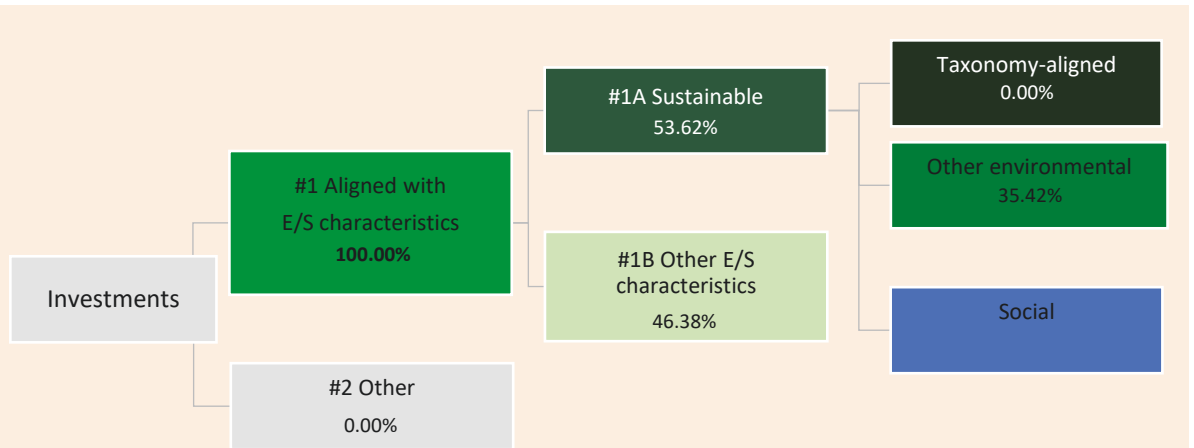 Investments
#1 Aligned with
E/S characteristics
100.00%
#2 Other
0.00%
#1A Sustainable
53.62%
#1B Other E/S
characteristics
46.38%
Taxonomy-aligned
0.00%
Other environmental
35.42%
Social